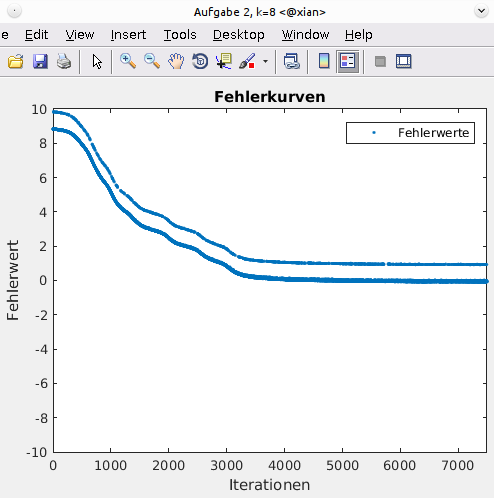 Aufgabe 2, k=8 <@xian>
e View Insert Tools Desktop Window Help
Fehlerkurven
Fehlerwerte
10
8
6
4
2
0
-2
-4
-6
-8
-10
Fehlerwert
0 1000 2000 3000 4000 5000 6000 7000
Iterationen